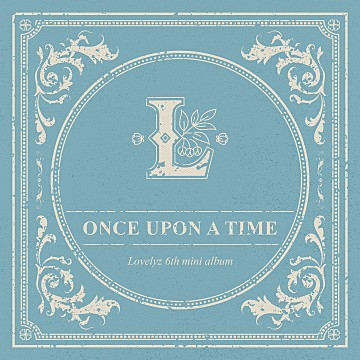 L
ONCE UPON A TIME
Lovelyz 6th mini album